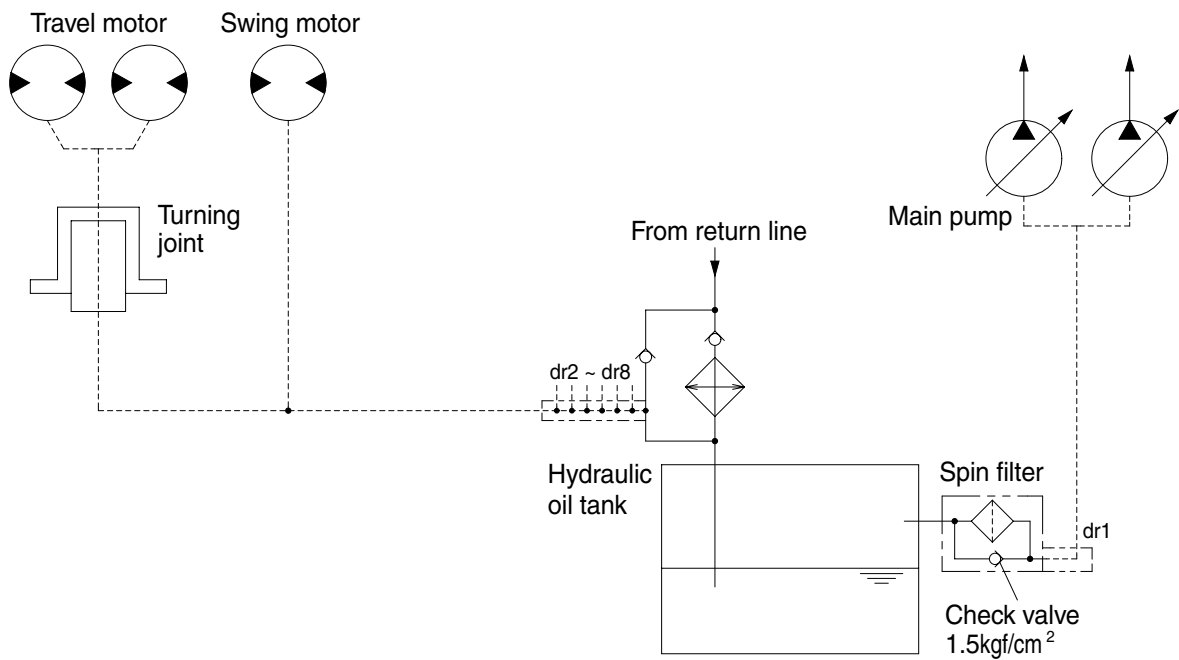 Travel motor
Swing motor
Turning
joint
Main pump
From return line
dr2 ~ dr8
Hydraulic
oil tank
Spin filter
dr1
Check valve
1.5kgf/cm²